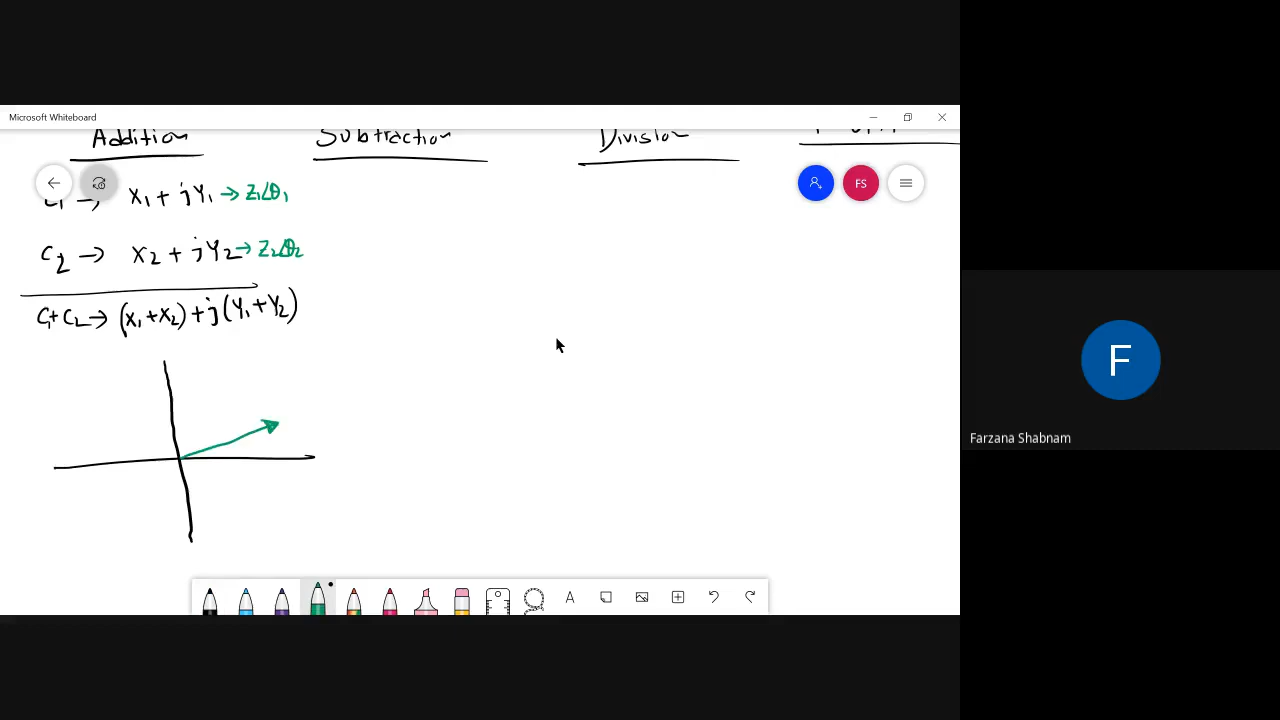 Microsoft Whiteboard
Addition Subtraction Division
x₁ + jy₁ → Z₁∠θ₁
C₂ → x₂ + jy₂ → Z₂∠θ₂
C₁+C₂ → (x₁+x₂)+j(y₁+y₂)
FS
A
F
Farzana Shabnam